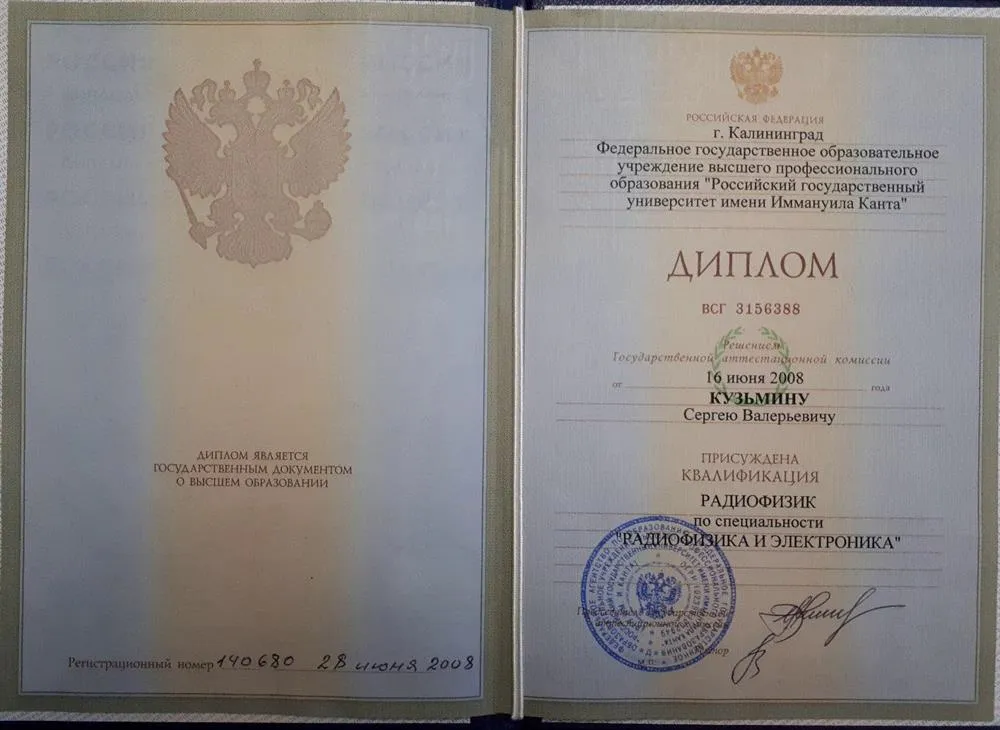 ДИПЛОМ ЯВЛЯЕТСЯ
ГОСУДАРСТВЕННЫМ ДОКУМЕНТОМ
О ВЫСШЕМ ОБРАЗОВАНИИ
Регистрационный номер 140680 28 июня 2008
РОССИЙСКАЯ ФЕДЕРАЦИЯ
г. Калининград
Федеральное государственное образовательное
учреждение высшего профессионального
образования "Российский государственный
университет имени Иммануила Канта"
ДИПЛОМ
ВСГ 3156388
Решением
Государственной аттестационной комиссии
от 16 июня 2008 года
КУЗЬМИНУ
Сергею Валерьевичу
ПРИСУЖДЕНА
КВАЛИФИКАЦИЯ
РАДИОФИЗИК
по специальности
"РАДИОФИЗИКА И ЭЛЕКТРОНИКА"